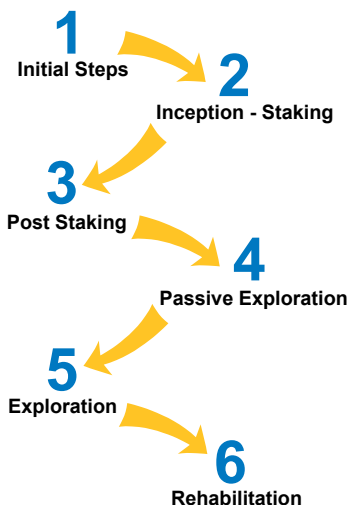 1
Initial Steps
2
Inception - Staking
3
Post Staking
4
Passive Exploration
5
Exploration
6
Rehabilitation